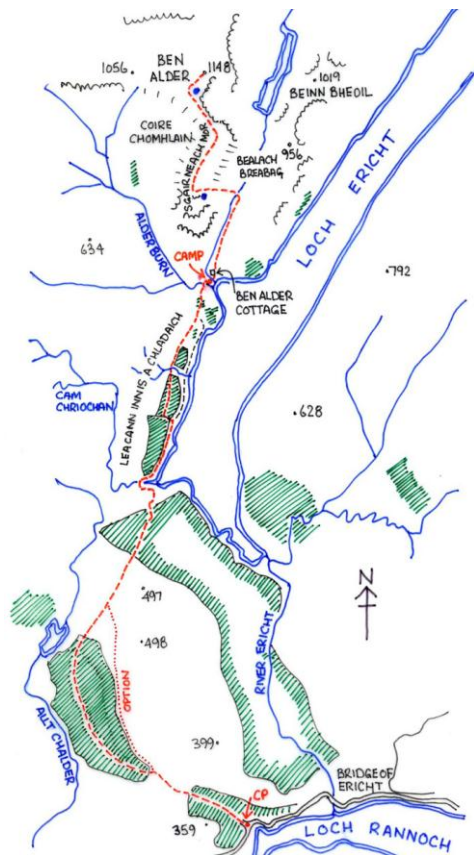 1056
BEN
ALDER
1148
1019
BEINN BHEOIL
COIRE
CHOMHLAIN
SGAIRNEACH MOR
956
BEALACH
BREABAG
LOCH ERICHT
634
ALDER BURN
CAMP
792
BEN ALDER
COTTAGE
LEACANN INNIS A CHLADAICH
CAM
CHRIOCHAN
628
N
497
498
OPTION
RIVER ERICHT
ALLT CHALDER
399
BRIDGE OF
ERICHT
CP
359
LOCH RANNOCH